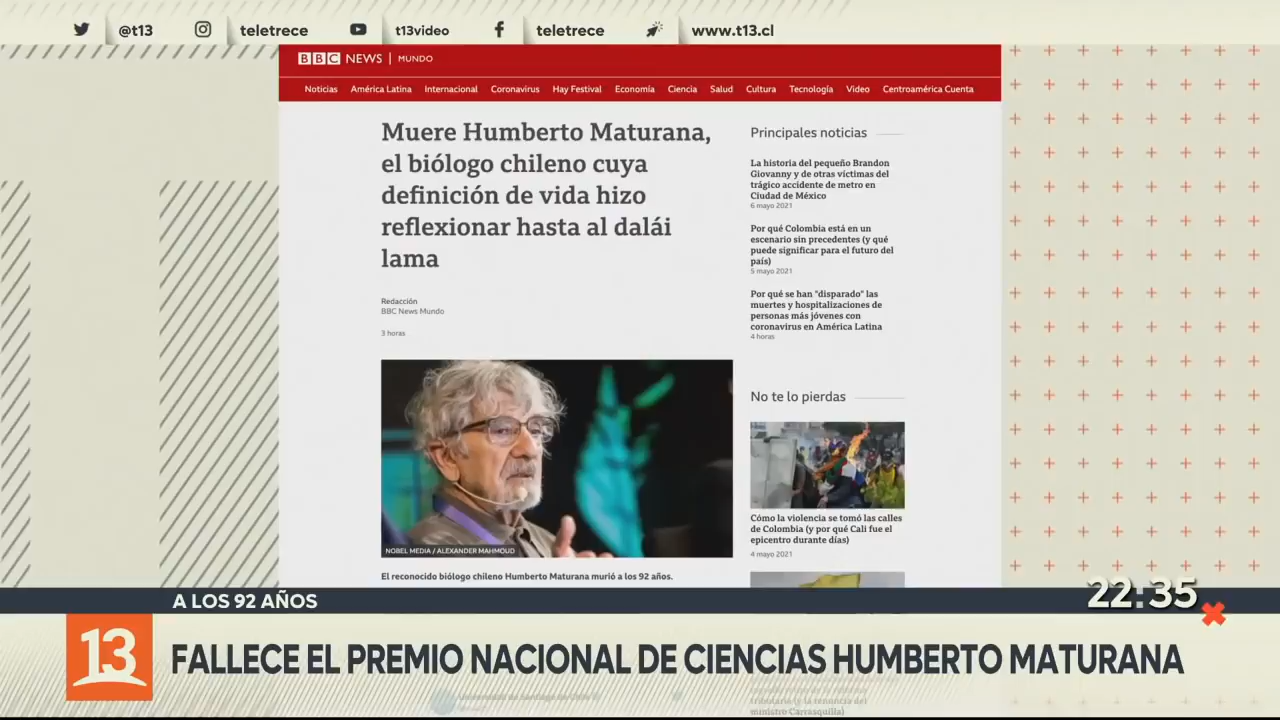 @t13
teletrece
t13video
teletrece
www.t13.cl
BBC NEWS | MUNDO
Noticias América Latina Internacional Coronavirus Hay Festival Economía Ciencia Salud Cultura Tecnología Video Centroamérica Cuenta
Muere Humberto Maturana,
el biólogo chileno cuya
definición de vida hizo
reflexionar hasta al dalái
lama
Redacción
BBC News Mundo
3 horas
NOBEL MEDIA / ALEXANDER MAHMOUD
El reconocido biólogo chileno Humberto Maturana murió a los 92 años.
Principales noticias
La historia del pequeño Brandon
Giovanny y de otras víctimas del
trágico accidente de metro en
Ciudad de México
6 mayo 2021
Por qué Colombia está en un
escenario sin precedentes (y qué
puede significar para el futuro del
país)
5 mayo 2021
Por qué se han "disparado" las
muertes y hospitalizaciones de
personas más jóvenes con
coronavirus en América Latina
4 horas
No te lo pierdas
Cómo la violencia se tomó las calles
de Colombia (y por qué Cali fue el
epicentro durante días)
4 mayo 2021
A LOS 92 AÑOS
22:35
13
FALLECE EL PREMIO NACIONAL DE CIENCIAS HUMBERTO MATURANA
tributario (y la renuncia del
ministro Carrasquilla)